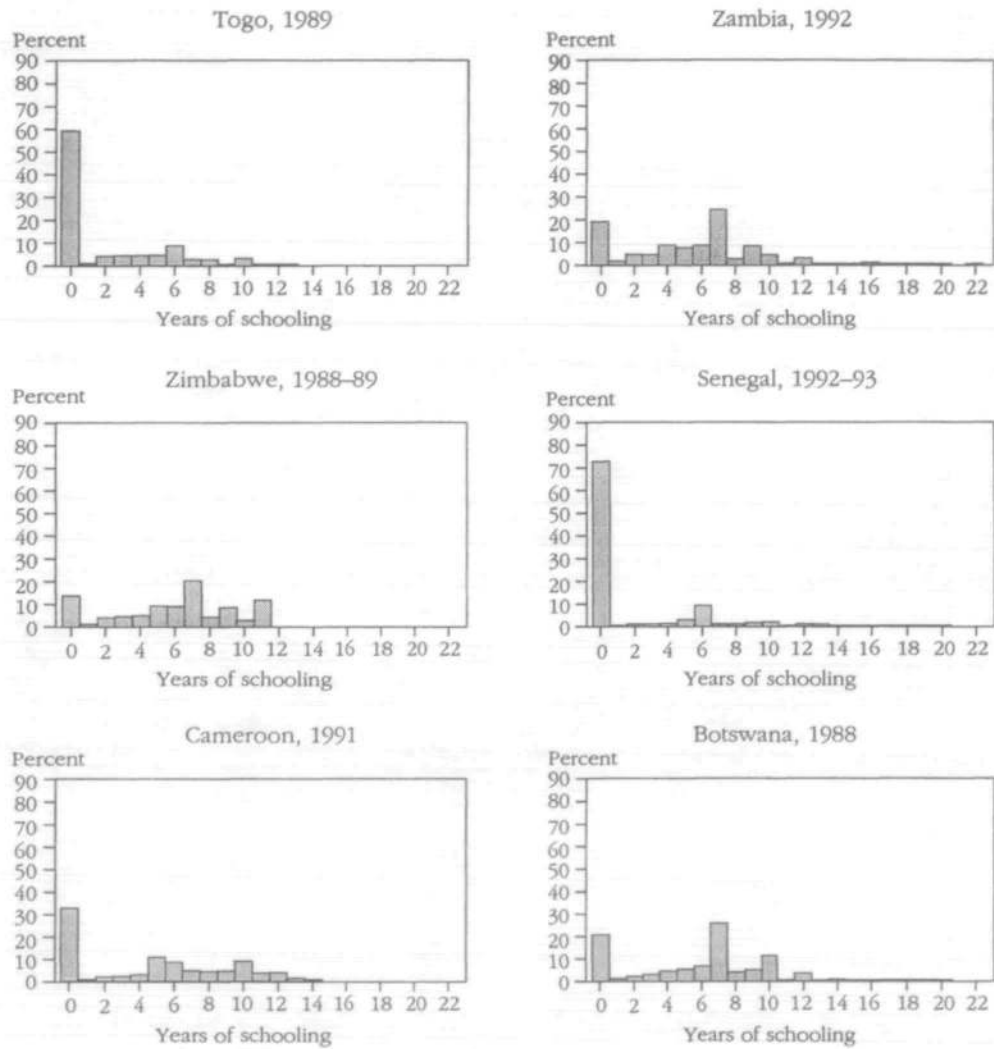 Togo, 1989
Percent
90
80
70
60
50
40
30
20
10
0
0 2 4 6 8 10 12 14 16 18 20 22
Years of schooling
Zambia, 1992
Percent
90
80
70
60
50
40
30
20
10
0
0 2 4 6 8 10 12 14 16 18 20 22
Years of schooling
Zimbabwe, 1988–89
Percent
90
80
70
60
50
40
30
20
10
0
0 2 4 6 8 10 12 14 16 18 20 22
Years of schooling
Senegal, 1992–93
Percent
90
80
70
60
50
40
30
20
10
0
0 2 4 6 8 10 12 14 16 18 20 22
Years of schooling
Cameroon, 1991
Percent
90
80
70
60
50
40
30
20
10
0
0 2 4 6 8 10 12 14 16 18 20 22
Years of schooling
Botswana, 1988
Percent
90
80
70
60
50
40
30
20
10
0
0 2 4 6 8 10 12 14 16 18 20 22
Years of schooling